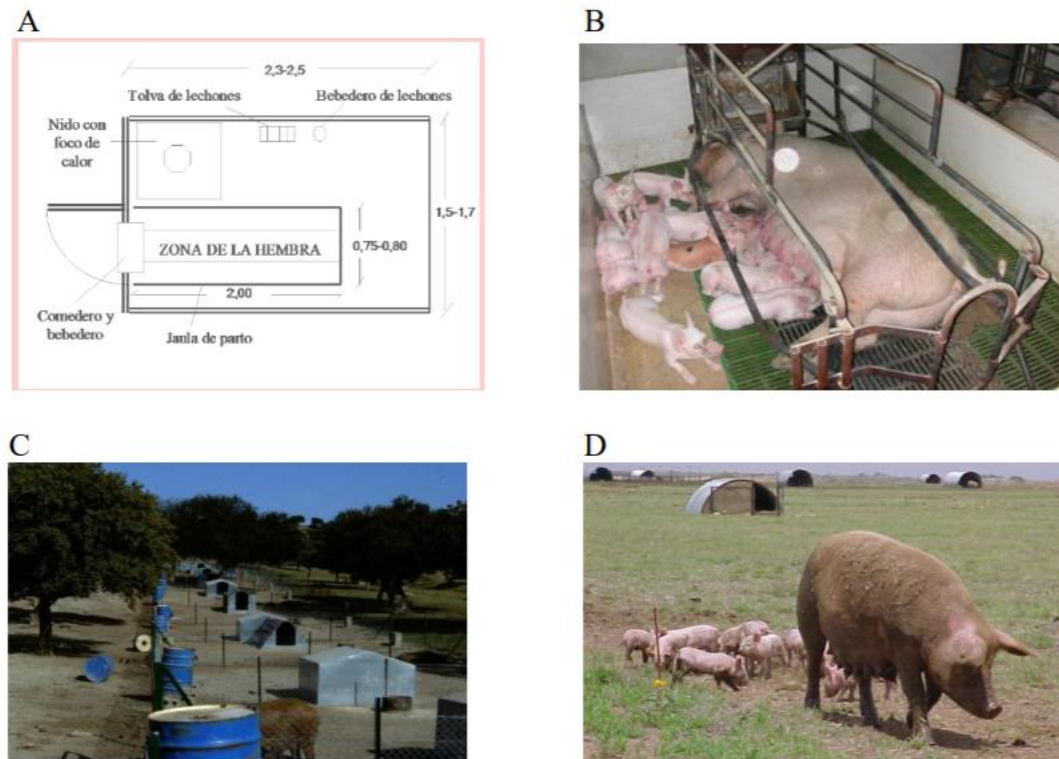 A
2,3-2,5
Tolva de lechones
Bebedero de lechones
Nido con
foco de
calor
1,5-1,7
0,75-0,80
ZONA DE LA HEMBRA
2,00
Comedero y
bebedero
Jaula de parto
B
C
D